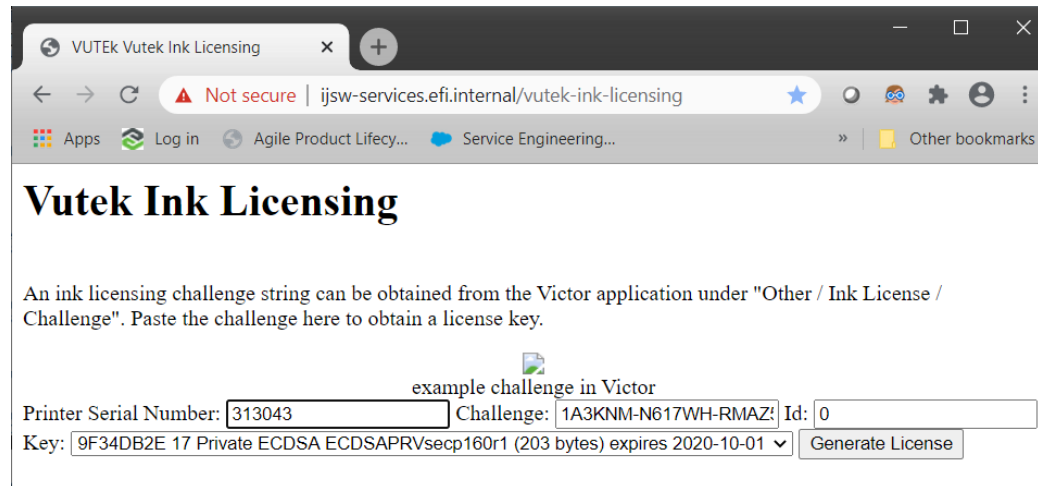 VUTEk Vutek Ink Licensing
Not secure | ijsw-services.efi.internal/vutek-ink-licensing
Apps Log in Agile Product Lifecy... Service Engineering... » Other bookmarks
Vutek Ink Licensing
An ink licensing challenge string can be obtained from the Victor application under "Other / Ink License /
Challenge". Paste the challenge here to obtain a license key.
example challenge in Victor
Printer Serial Number: 313043 Challenge: 1A3KNM-N617WH-RMAZ Id: 0
Key: 9F34DB2E 17 Private ECDSA ECDSAPRVsecp160r1 (203 bytes) expires 2020-10-01 Generate License